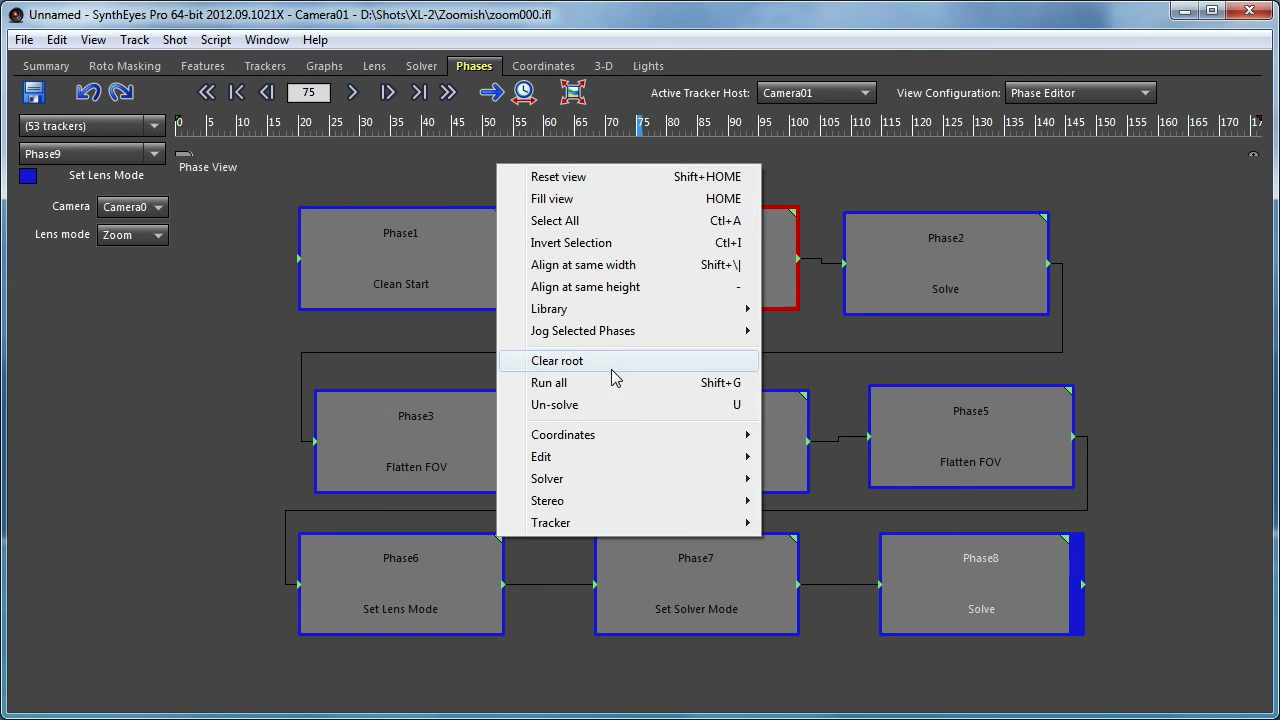 Unnamed - SynthEyes Pro 64-bit 2012.09.1021X - Camera01 - D:\Shots\XL-2\Zoomish\zoom000.ifl
File Edit View Track Shot Script Window Help
Summary Roto Masking Features Trackers Graphs Lens Solver Phases Coordinates 3-D Lights
75 Active Tracker Host: Camera01 View Configuration: Phase Editor
(53 trackers) 0 5 10 15 20 25 30 35 40 45 50 55 60 65 70 75 80 85 90 95 100 105 110 115 120 125 130 135 140 145 150 155 160 165 170 17
Phase9
Phase View
Set Lens Mode
Camera Camera0
Lens mode Zoom
Reset view Shift+HOME
Fill view HOME
Select All Ctl+A
Invert Selection Ctl+I
Align at same width Shift+\|
Align at same height -
Library
Jog Selected Phases
Clear root
Run all Shift+G
Un-solve U
Coordinates
Edit
Solver
Stereo
Tracker
Phase1
Clean Start
Phase2
Solve
Phase3
Flatten FOV
Phase5
Flatten FOV
Phase6
Set Lens Mode
Phase7
Set Solver Mode
Phase8
Solve